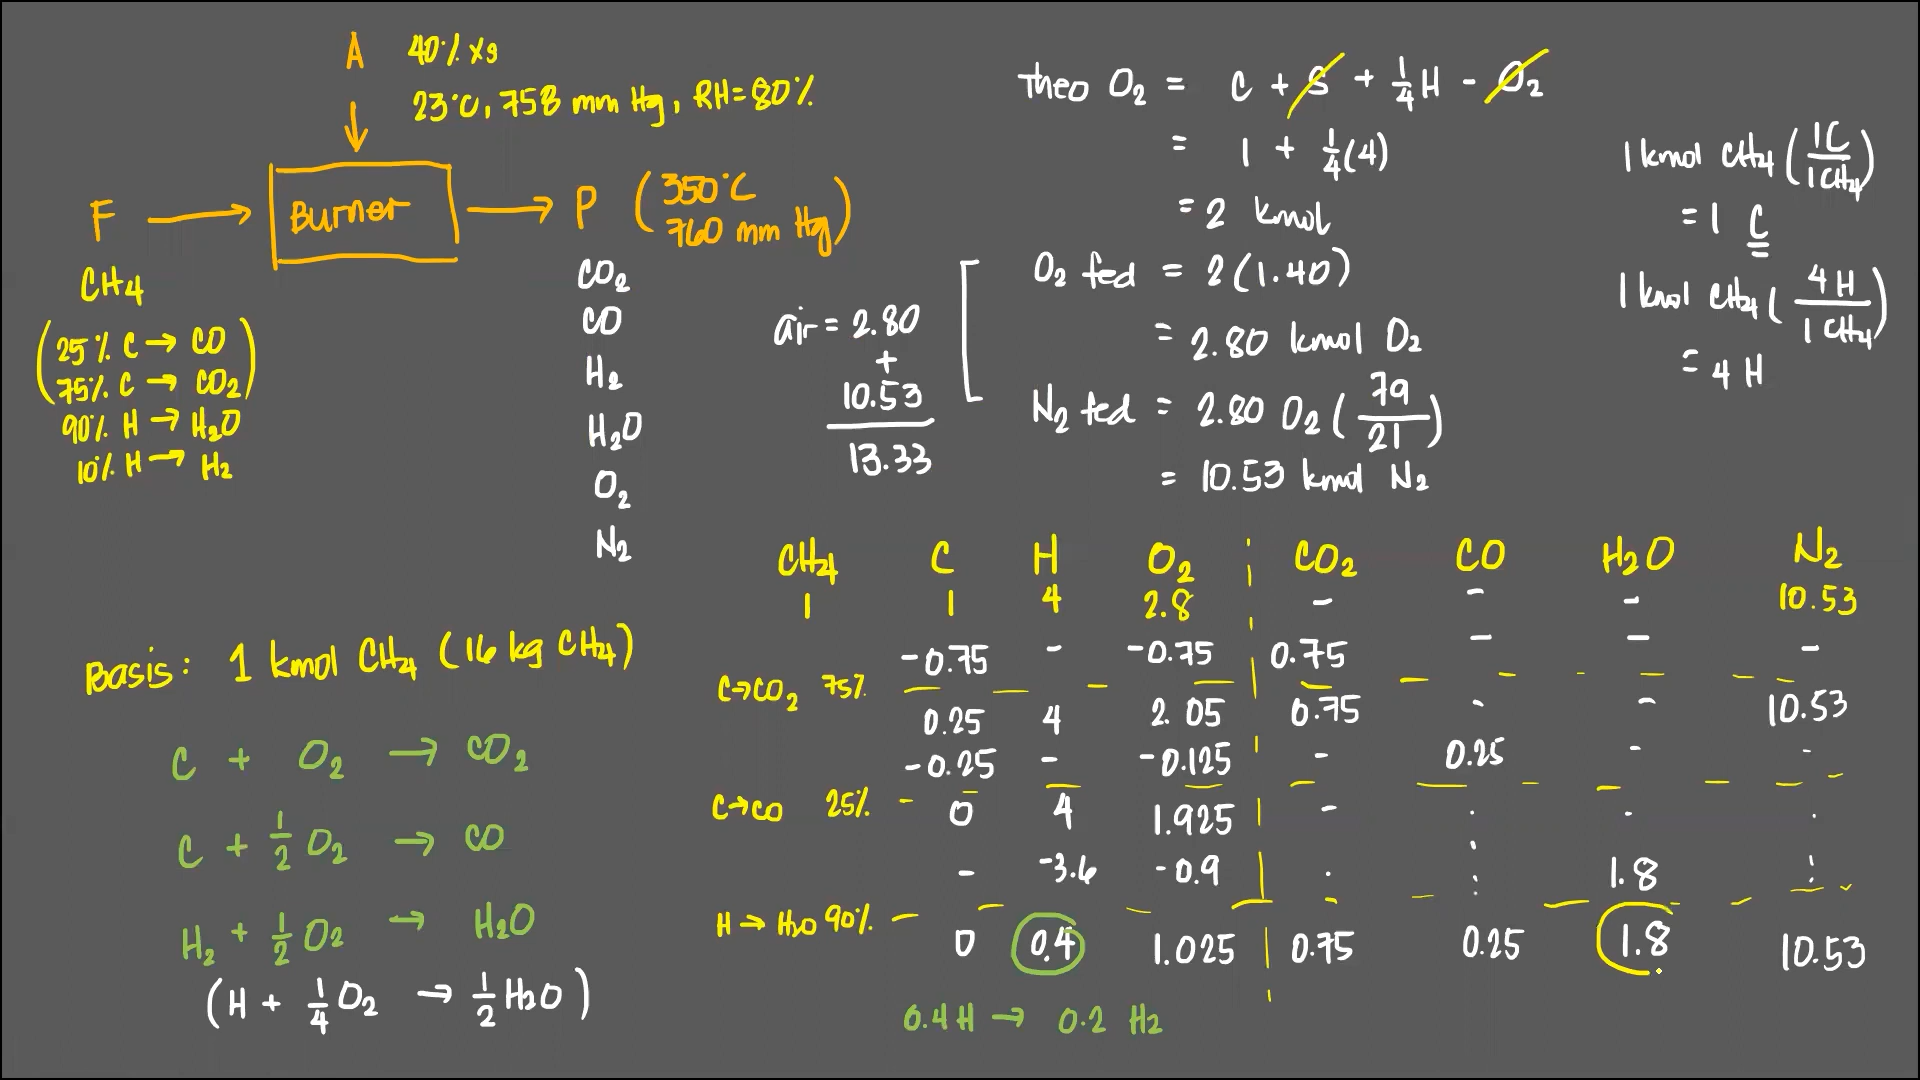 A 40% xs
23°C, 758 mm Hg, RH=80%
F → Burner → P (350°C
760 mm Hg)
CH4
(25% C → CO
75% C → CO2)
90% H → H2O
10% H → H2
CO2
CO
H2
H2O
O2
N2
Basis: 1 kmol CH4 (16 kg CH4)
C + O2 → CO2
C + 1/2 O2 → CO
H2 + 1/2 O2 → H2O
(H + 1/4 O2 → 1/2 H2O)
theo O2 = C + S + 1/4 H - O2
= 1 + 1/4(4)
= 2 kmol
O2 fed = 2(1.40)
= 2.80 kmol O2
N2 fed = 2.80 O2 (79/21)
= 10.53 kmol N2
air = 2.80
+
10.53
13.33
1 kmol CH4 (1C/1CH4)
= 1 C
1 kmol CH4 (4H/1CH4)
= 4 H
CH4 C H O2 CO2 CO H2O N2
1 1 4 2.8 - - - 10.53
-0.75 - -0.75 0.75 - - -
C→CO2 75%
0.25 4 2.05 0.75 - - 10.53
-0.25 - -0.125 - 0.25 - -
C→CO 25%
0 4 1.925 - . . .
- -3.6 -0.9 . : 1.8 :
H→H2O 90%
0 0.4 1.025 0.75 0.25 1.8 10.53
0.4H → 0.2 H2